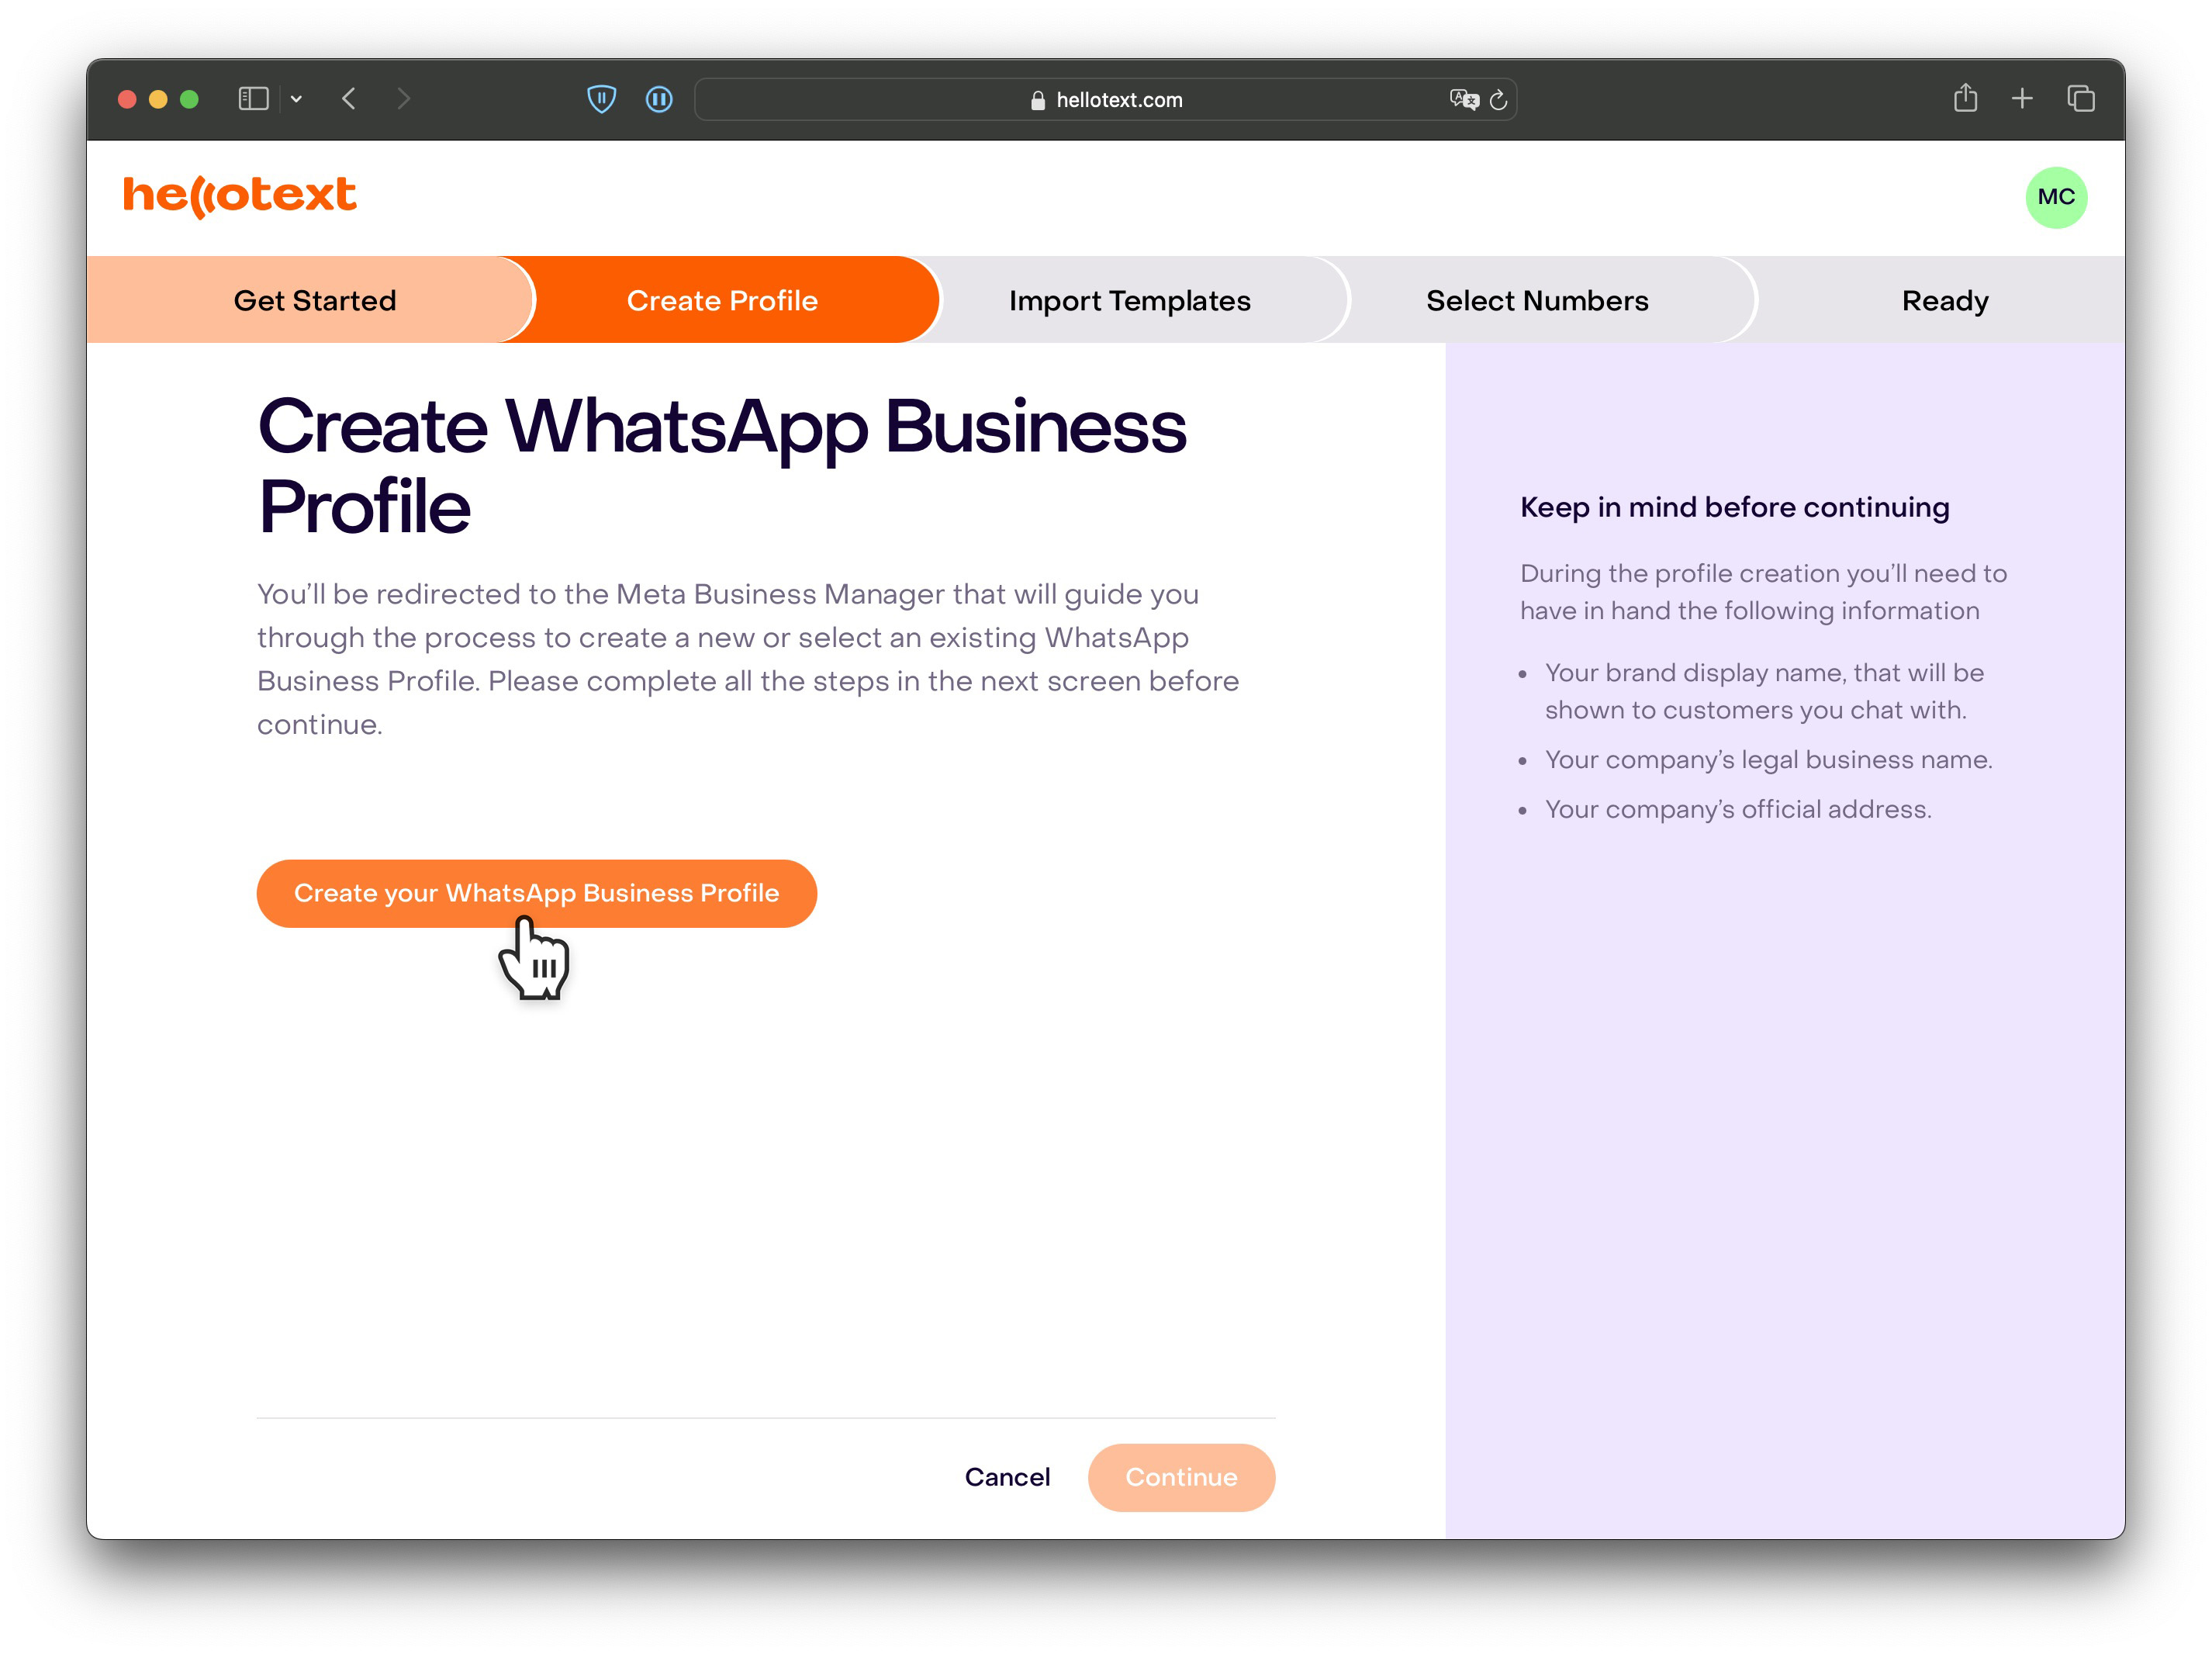 hellotext.com
hellotext
MC
Get Started
Create Profile
Import Templates
Select Numbers
Ready
Create WhatsApp Business
Profile
You’ll be redirected to the Meta Business Manager that will guide you
through the process to create a new or select an existing WhatsApp
Business Profile. Please complete all the steps in the next screen before
continue.
Create your WhatsApp Business Profile
Cancel
Continue
Keep in mind before continuing
During the profile creation you’ll need to
have in hand the following information
• Your brand display name, that will be
shown to customers you chat with.
• Your company’s legal business name.
• Your company’s official address.